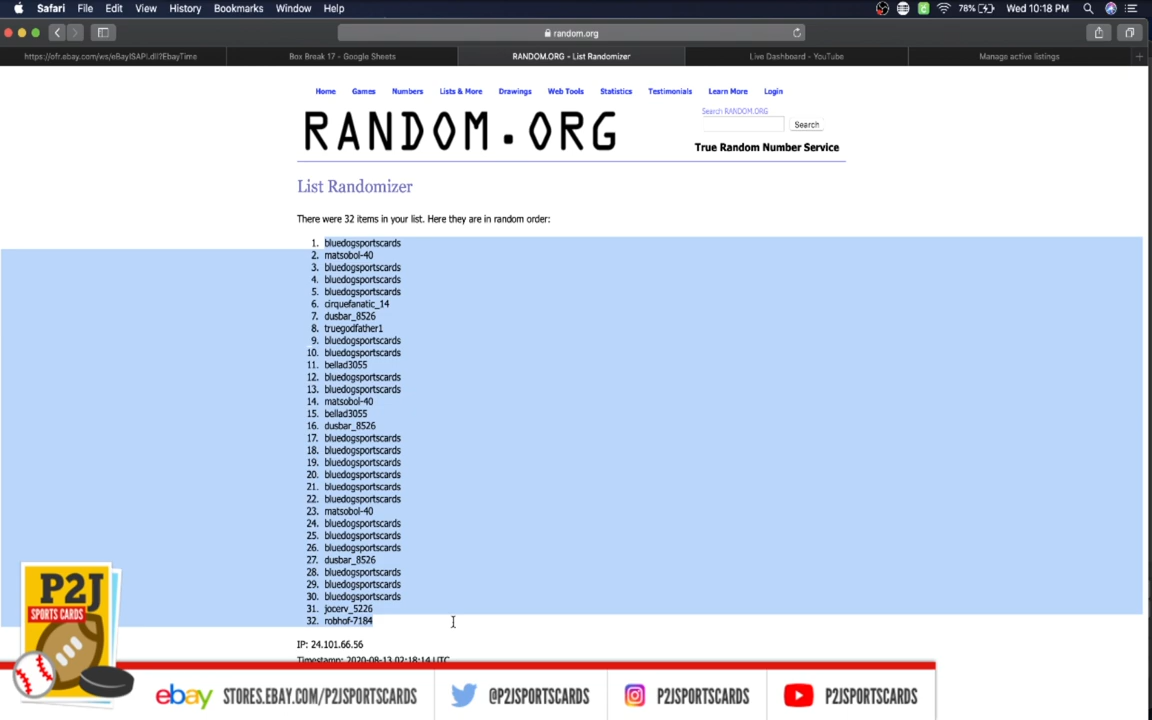 Safari File Edit View History Bookmarks Window Help 78% Wed 10:18 PM
random.org
https://ofr.ebay.com/ws/eBayISAPI.dll?EbayTime Box Break 17 - Google Sheets RANDOM.ORG - List Randomizer Live Dashboard - YouTube Manage active listings
Home Games Numbers Lists & More Drawings Web Tools Statistics Testimonials Learn More Login
Search RANDOM.ORG
RANDOM.ORG
Search
True Random Number Service
List Randomizer
There were 32 items in your list. Here they are in random order:
1. bluedogsportscards
2. matsobol-40
3. bluedogsportscards
4. bluedogsportscards
5. bluedogsportscards
6. cirquefanatic_14
7. dusbar_8526
8. truegodfather1
9. bluedogsportscards
10. bluedogsportscards
11. bellad3055
12. bluedogsportscards
13. bluedogsportscards
14. matsobol-40
15. bellad3055
16. dusbar_8526
17. bluedogsportscards
18. bluedogsportscards
19. bluedogsportscards
20. bluedogsportscards
21. bluedogsportscards
22. bluedogsportscards
23. matsobol-40
24. bluedogsportscards
25. bluedogsportscards
26. bluedogsportscards
27. dusbar_8526
28. bluedogsportscards
29. bluedogsportscards
30. bluedogsportscards
31. jocerv_5226
32. robhof-7184
IP: 24.101.66.56
Timestamp: 2020-08-13 02:18:14 UTC
P2J
SPORTS CARDS
ebay STORES.EBAY.COM/P2JSPORTSCARDS @P2JSPORTSCARDS P2JSPORTSCARDS P2JSPORTSCARDS